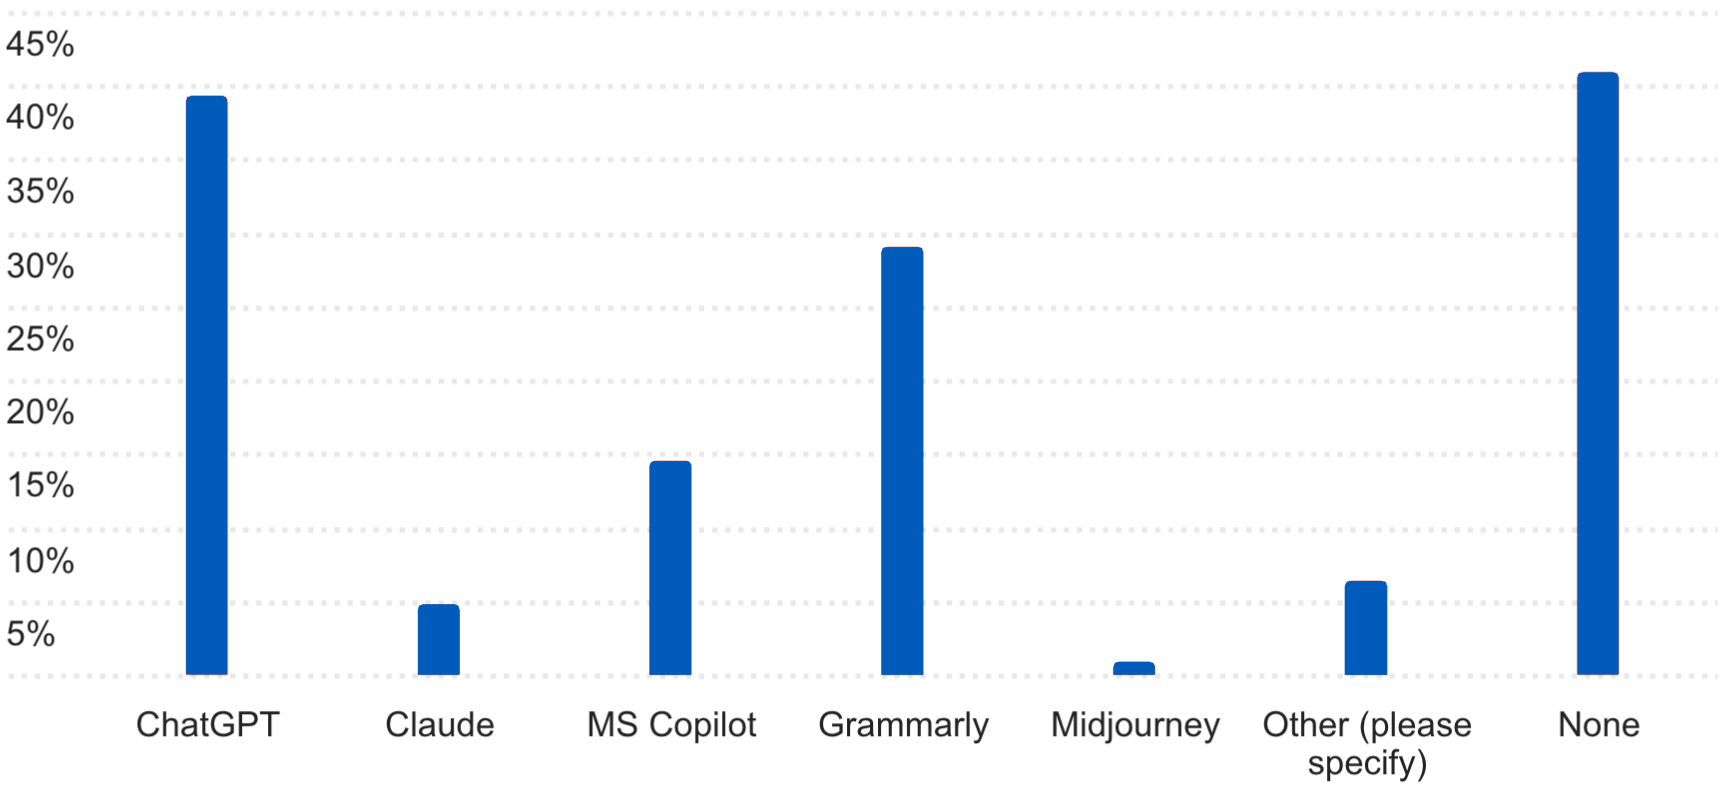 45%
40%
35%
30%
25%
20%
15%
10%
5%
ChatGPT
Claude
MS Copilot
Grammarly
Midjourney
Other (please
specify)
None